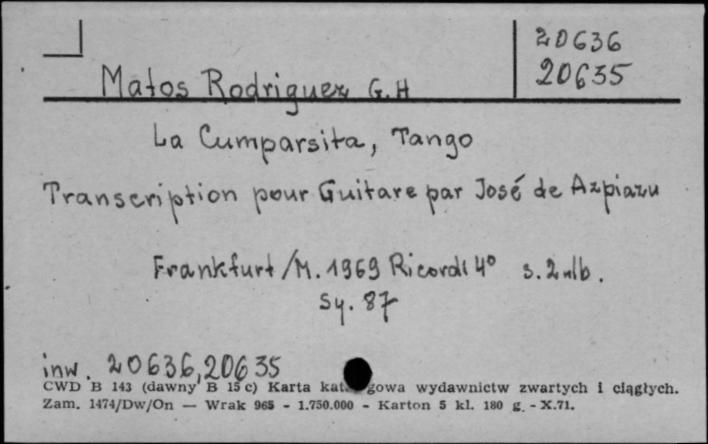 20636
20635
Matos Rodriguez G.H
La Cumparsita, Tango
Transcription pour Guitare par José de Azpiazu
Frankfurt/M. 1969 Ricordi 4° s. 2 nlb.
Sy. 87
inw. 20636, 20635
CWD B 143 (dawny B 15 c) Karta kat gowa wydawnictw zwartych i ciągłych.
Zam. 1474/Dw/On — Wrak 965 - 1.750.000 - Karton 5 kl. 180 g. - X.71.